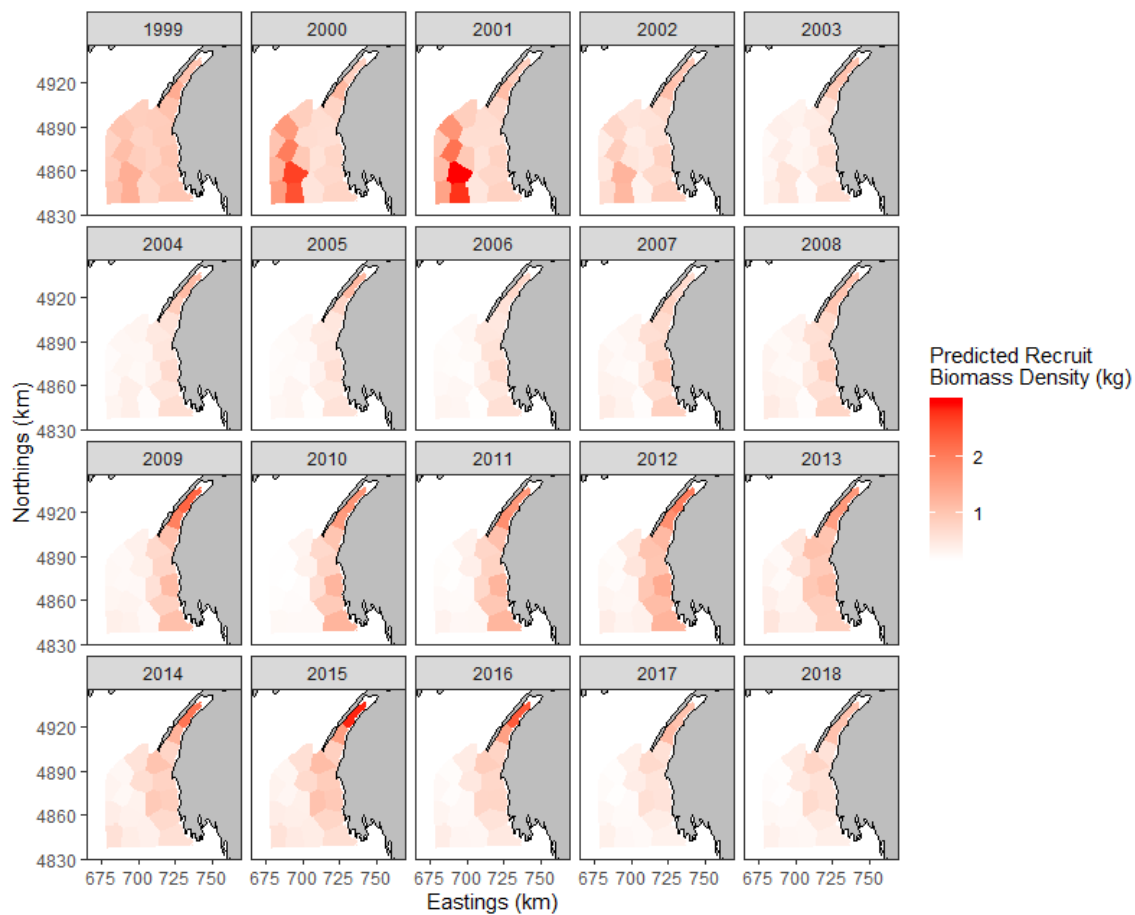 1999 2000 2001 2002 2003
4920
4890
4860
4830
2004 2005 2006 2007 2008
4920
4890
4860
4830
2009 2010 2011 2012 2013
4920
4890
4860
4830
2014 2015 2016 2017 2018
4920
4890
4860
4830
675 700 725 750 675 700 725 750 675 700 725 750 675 700 725 750 675 700 725 750
Eastings (km)
Northings (km)
Predicted Recruit
Biomass Density (kg)
2
1